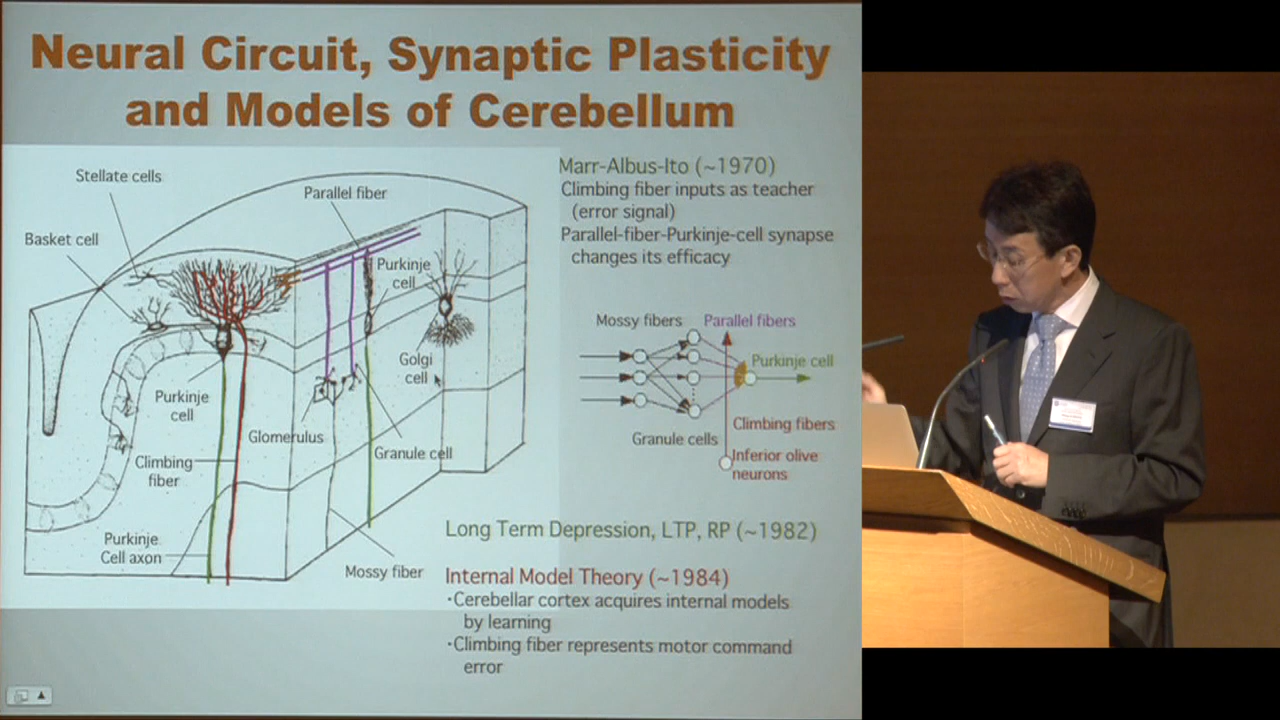 Neural Circuit, Synaptic Plasticity
and Models of Cerebellum
Stellate cells
Parallel fiber
Basket cell
Purkinje
cell
Golgi
cell
Purkinje
cell
Glomerulus
Granule cell
Climbing
fiber
Purkinje
Cell axon
Mossy fiber
Marr-Albus-Ito (~1970)
Climbing fiber inputs as teacher
(error signal)
Parallel-fiber-Purkinje-cell synapse
changes its efficacy
Mossy fibers
Parallel fibers
Purkinje cell
Climbing fibers
Granule cells
Inferior olive
neurons
Long Term Depression, LTP, RP (~1982)
Internal Model Theory (~1984)
·Cerebellar cortex acquires internal models
by learning
·Climbing fiber represents motor command
error